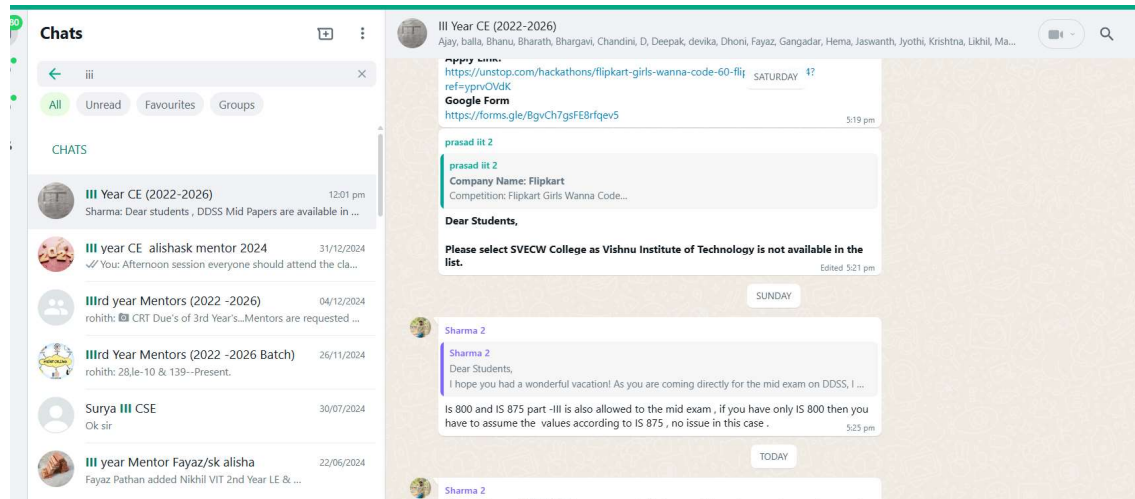 80
Chats
iii
All Unread Favourites Groups
CHATS
III Year CE (2022-2026) 12:01 pm
Sharma: Dear students , DDSS Mid Papers are available in ...
III year CE alishask mentor 2024 31/12/2024
You: Afternoon session everyone should attend the cla...
IIIrd year Mentors (2022 -2026) 04/12/2024
rohith: CRT Due's of 3rd Year's...Mentors are requested ...
IIIrd Year Mentors (2022 -2026 Batch) 26/11/2024
rohith: 28,le-10 & 139--Present.
Surya III CSE 30/07/2024
Ok sir
III year Mentor Fayaz/sk alisha 22/06/2024
Fayaz Pathan added Nikhil VIT 2nd Year LE & ...
III Year CE (2022-2026)
Ajay, balla, Bhanu, Bharath, Bhargavi, Chandini, D, Deepak, devika, Dhoni, Fayaz, Gangadar, Hema, Jaswanth, Jyothi, Krishtna, Likhil, Ma...
Apply Link:
https://unstop.com/hackathons/flipkart-girls-wanna-code-60-flip 4?
SATURDAY
ref=yprvOVdK
Google Form
https://forms.gle/BgvCh7gsFE8rfqev5
5:19 pm
prasad iit 2
prasad iit 2
Company Name: Flipkart
Competition: Flipkart Girls Wanna Code...
Dear Students,
Please select SVECW College as Vishnu Institute of Technology is not available in the
list.
Edited 5:21 pm
SUNDAY
Sharma 2
Sharma 2
Dear Students,
I hope you had a wonderful vacation! As you are coming directly for the mid exam on DDSS, I ...
Is 800 and IS 875 part -III is also allowed to the mid exam , if you have only IS 800 then you
have to assume the values according to IS 875 , no issue in this case .
5:25 pm
TODAY
Sharma 2